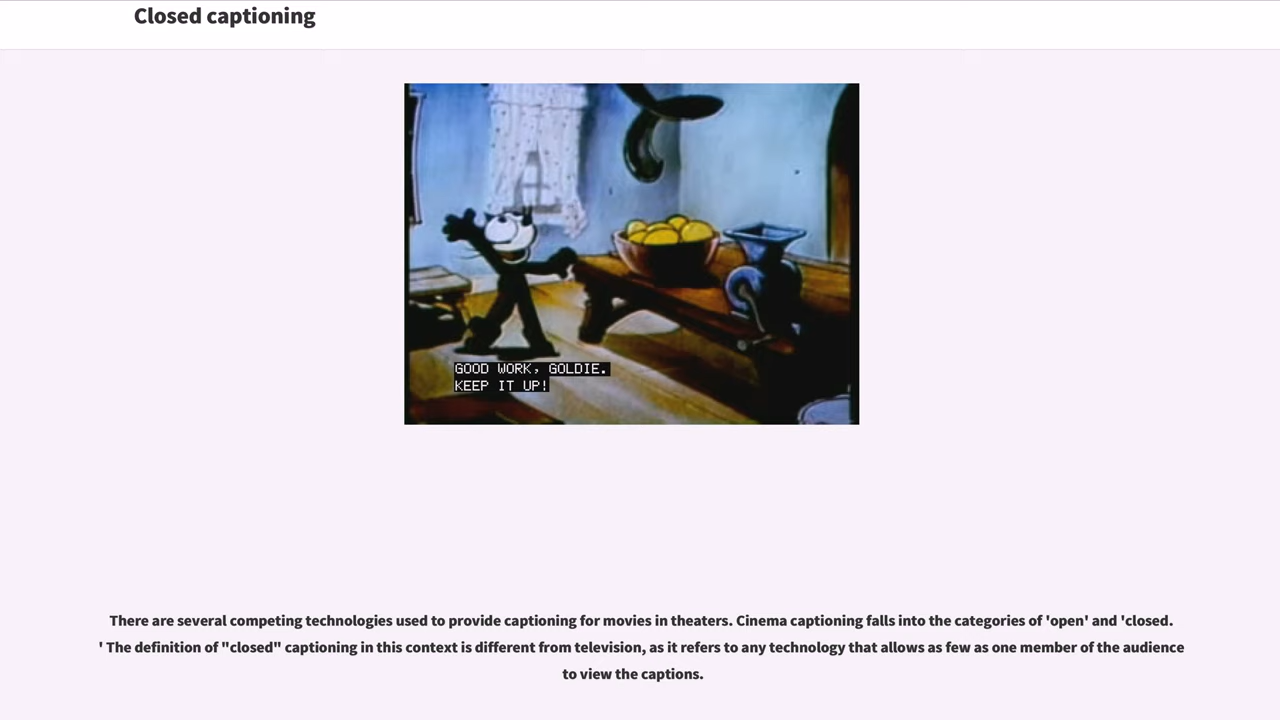 Closed captioning
GOOD WORK, GOLDIE.
KEEP IT UP!
There are several competing technologies used to provide captioning for movies in theaters. Cinema captioning falls into the categories of 'open' and 'closed.
' The definition of "closed" captioning in this context is different from television, as it refers to any technology that allows as few as one member of the audience
to view the captions.